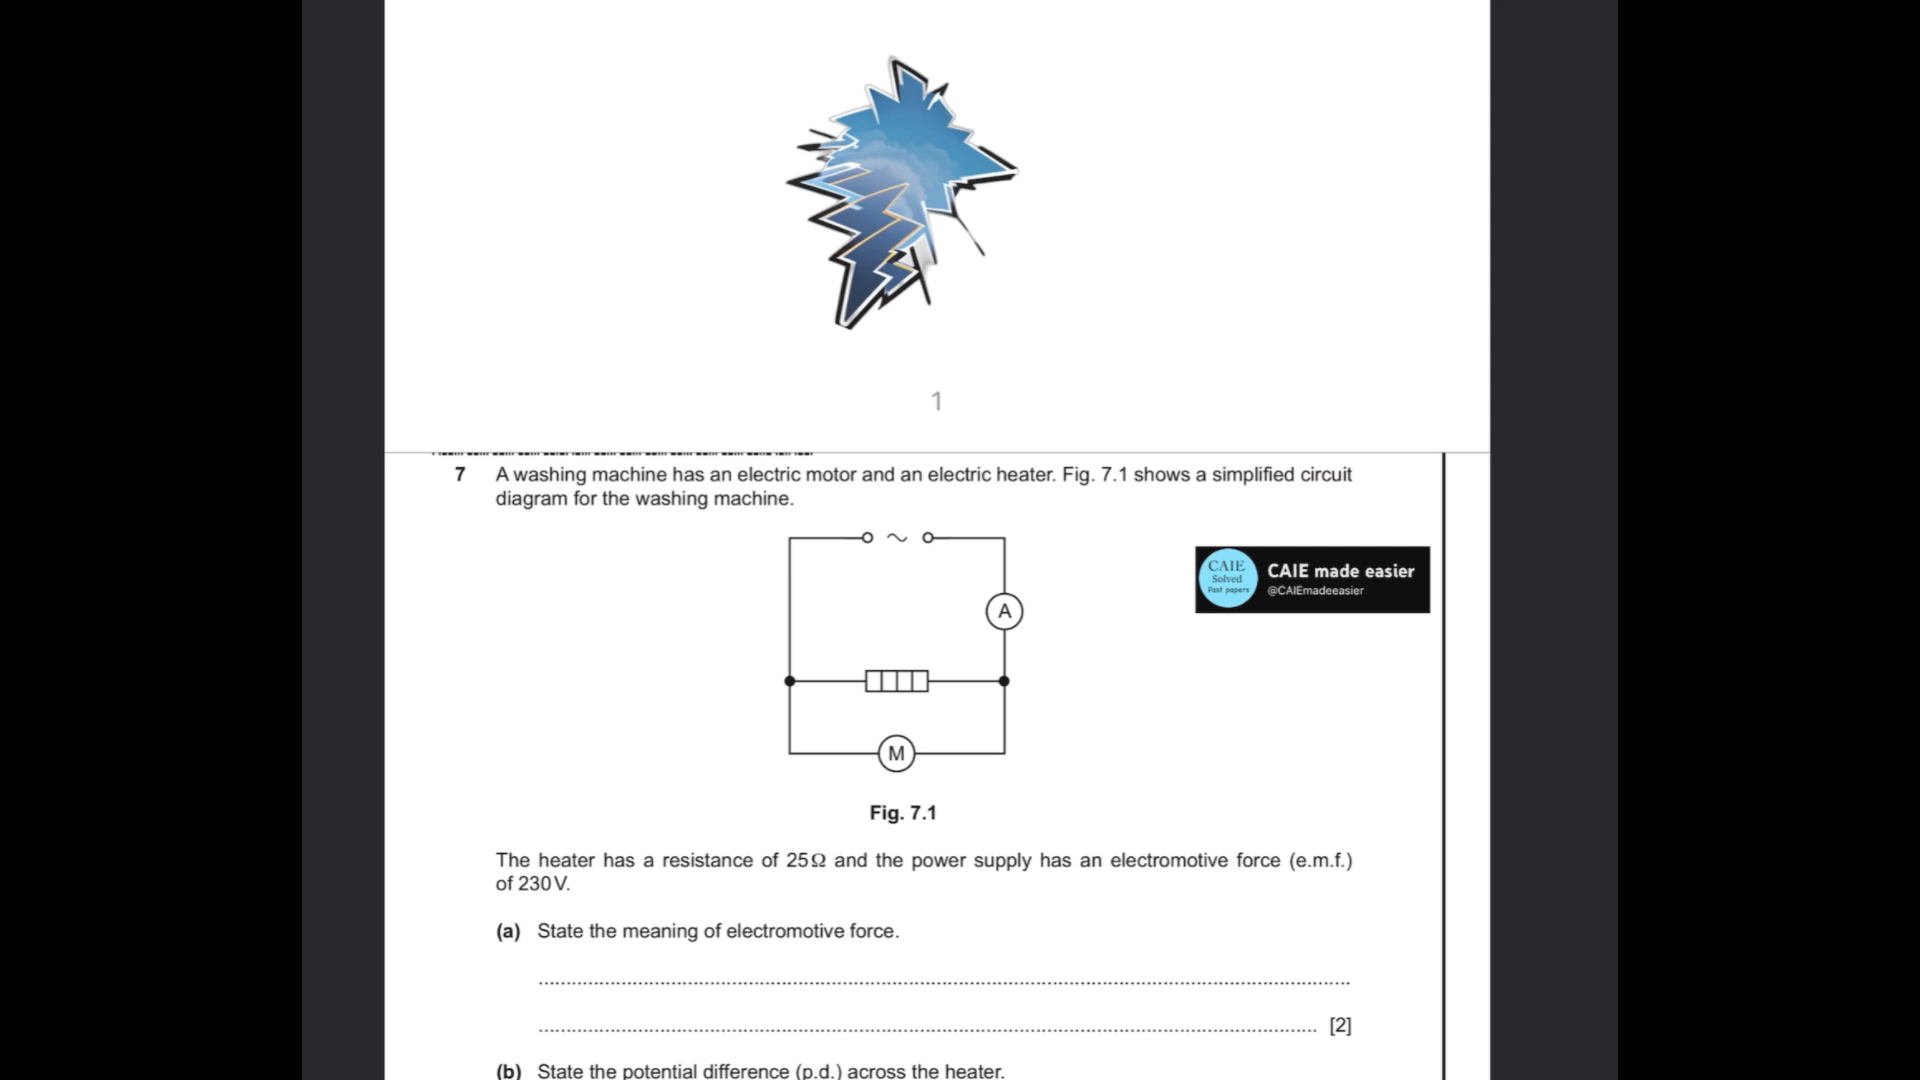 1
7 A washing machine has an electric motor and an electric heater. Fig. 7.1 shows a simplified circuit
diagram for the washing machine.
CAIE
Solved
Past papers
CAIE made easier
@CAIEmadeeasier
A
M
Fig. 7.1
The heater has a resistance of 25Ω and the power supply has an electromotive force (e.m.f.)
of 230V.
(a) State the meaning of electromotive force.
[2]
(b) State the potential difference (p.d.) across the heater.